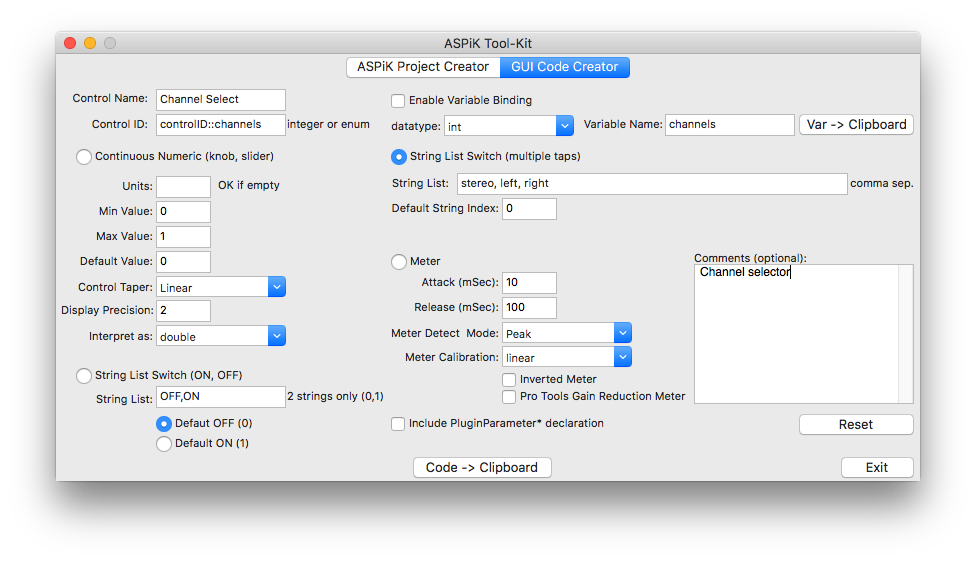 ASPiK Tool-Kit
ASPiK Project Creator GUI Code Creator
Control Name: Channel Select
Control ID: controlID::channels integer or enum
Enable Variable Binding
datatype: int Variable Name: channels Var -> Clipboard
Continuous Numeric (knob, slider)
Units: OK if empty
Min Value: 0
Max Value: 1
Default Value: 0
Control Taper: Linear
Display Precision: 2
Interpret as: double
String List Switch (ON, OFF)
String List: OFF,ON 2 strings only (0,1)
Defaut OFF (0)
Default ON (1)
String List Switch (multiple taps)
String List: stereo, left, right comma sep.
Default String Index: 0
Meter
Attack (mSec): 10
Release (mSec): 100
Meter Detect Mode: Peak
Meter Calibration: linear
Inverted Meter
Pro Tools Gain Reduction Meter
Include PluginParameter* declaration
Comments (optional):
Channel selector
Reset
Code -> Clipboard
Exit